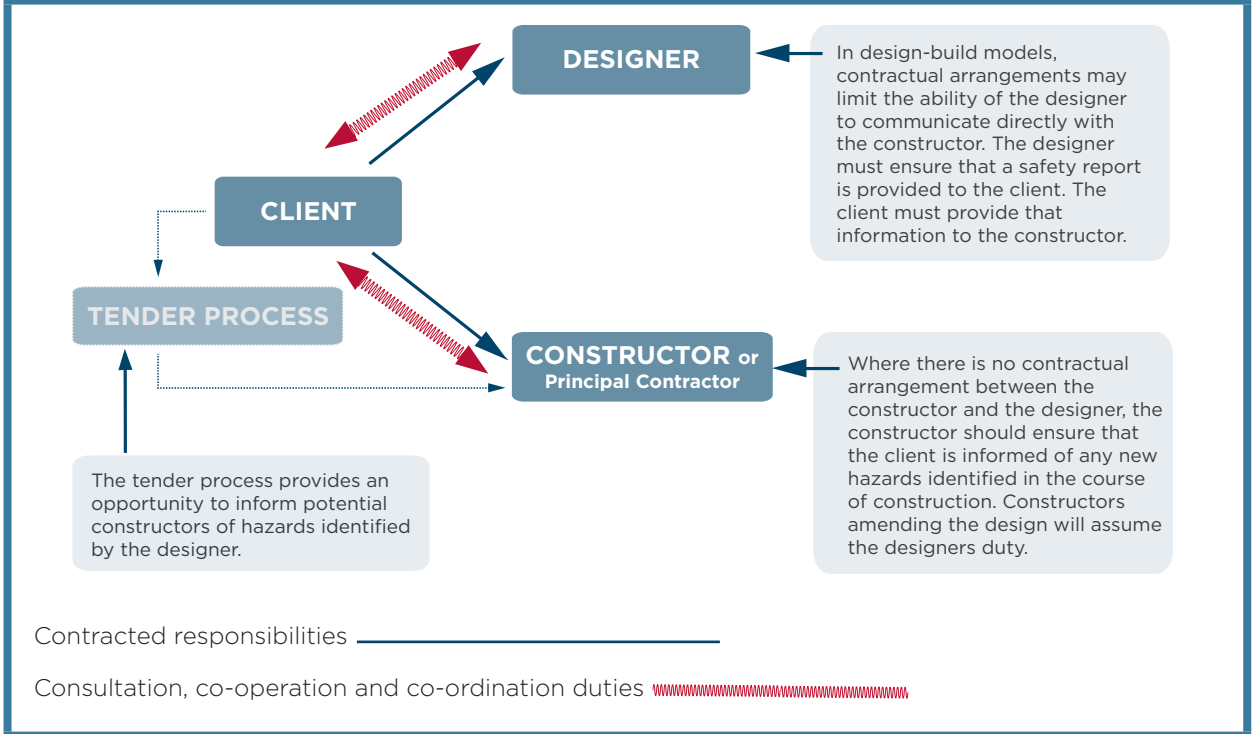 DESIGNER
In design-build models,
contractual arrangements may
limit the ability of the designer
to communicate directly with
the constructor. The designer
must ensure that a safety report
is provided to the client. The
client must provide that
information to the constructor.
CLIENT
TENDER PROCESS
CONSTRUCTOR or
Principal Contractor
Where there is no contractual
arrangement between the
constructor and the designer, the
constructor should ensure that
the client is informed of any new
hazards identified in the course
of construction. Constructors
amending the design will assume
the designers duty.
The tender process provides an
opportunity to inform potential
constructors of hazards identified
by the designer.
Contracted responsibilities
Consultation, co-operation and co-ordination duties